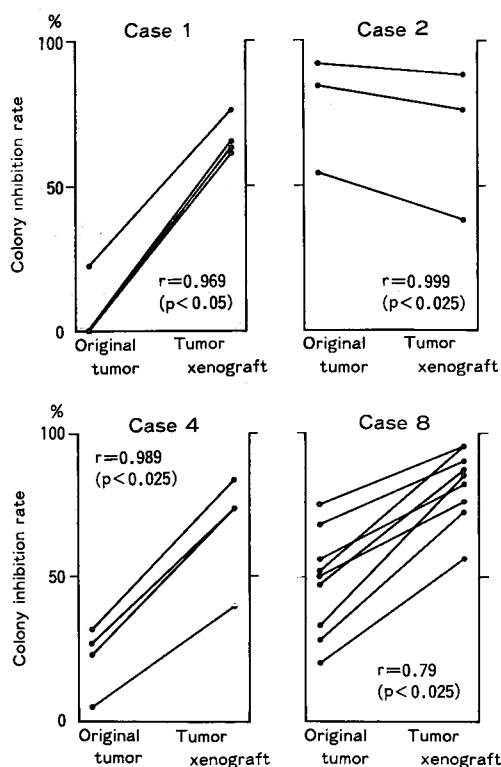 %
Case 1
Case 2
100
50
0
Colony inhibition rate
r=0.969
(p<0.05)
r=0.999
(p<0.025)
Original tumor
Tumor xenograft
Original tumor
Tumor xenograft
%
Case 4
Case 8
100
50
0
Colony inhibition rate
r=0.989
(p<0.025)
r=0.79
(p<0.025)
Original tumor
Tumor xenograft
Original tumor
Tumor xenograft